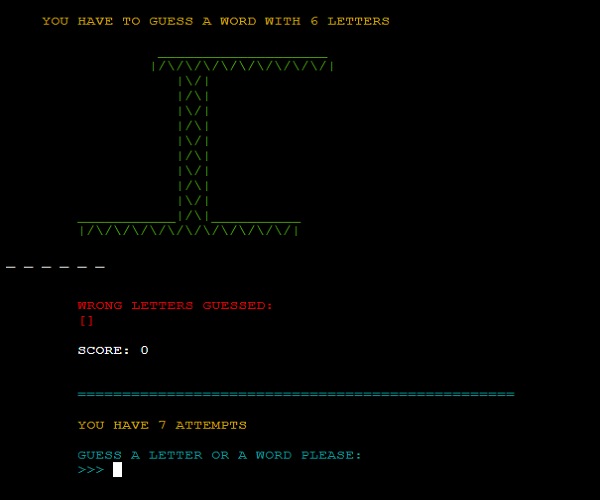 YOU HAVE TO GUESS A WORD WITH 6 LETTERS
_ _ _ _ _ _
WRONG LETTERS GUESSED:
[]
SCORE: 0
=================================================
YOU HAVE 7 ATTEMPTS
GUESS A LETTER OR A WORD PLEASE:
>>>